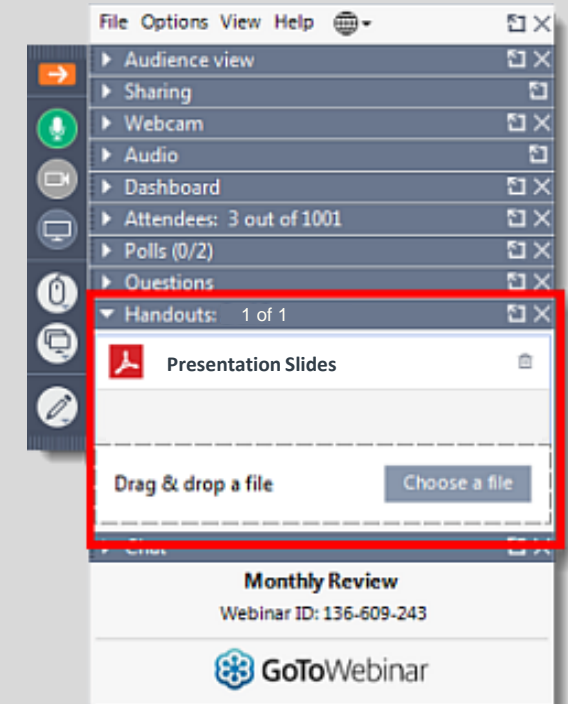 File Options View Help
Audience view
Sharing
Webcam
Audio
Dashboard
Attendees: 3 out of 1001
Polls (0/2)
Questions
Handouts: 1 of 1
Presentation Slides
Drag & drop a file
Choose a file
Chat
Monthly Review
Webinar ID: 136-609-243
GoToWebinar